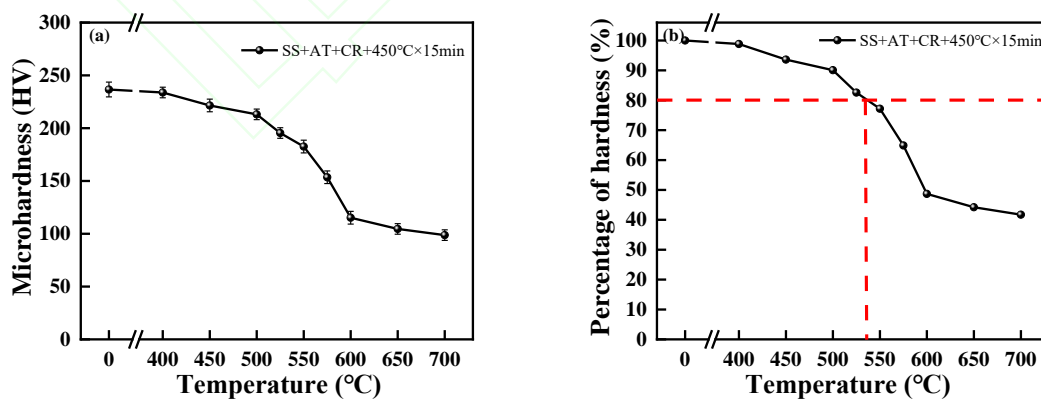 (a)
SS+AT+CR+450℃×15min
Microhardness (HV)
300
250
200
150
100
50
0
0 400 450 500 550 600 650 700
Temperature (℃)
(b)
SS+AT+CR+450℃×15min
Percentage of hardness (%)
100
90
80
70
60
50
40
30
20
10
0
0 400 450 500 550 600 650 700
Temperature (℃)